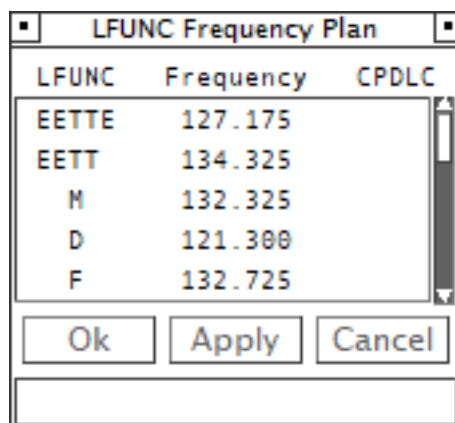 LFUNC Frequency Plan
LFUNC Frequency CPDLC
EETTE 127.175
EETT 134.325
M 132.325
D 121.300
F 132.725
Ok Apply Cancel